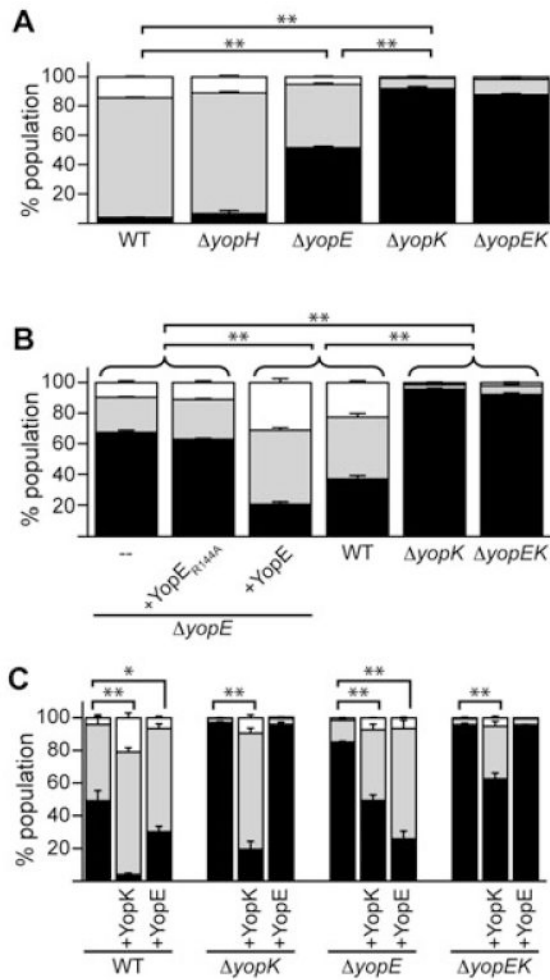 A
**
** **
% population
100
80
60
40
20
WT ΔyopH ΔyopE ΔyopK ΔyopEK
B
**
** **
% population
100
80
60
40
20
-- +YopE_R144A +YopE WT ΔyopK ΔyopEK
ΔyopE
C
* **
** ** ** **
% population
100
80
60
40
20
+YopK +YopE +YopK +YopE +YopK +YopE +YopK +YopE
WT ΔyopK ΔyopE ΔyopEK